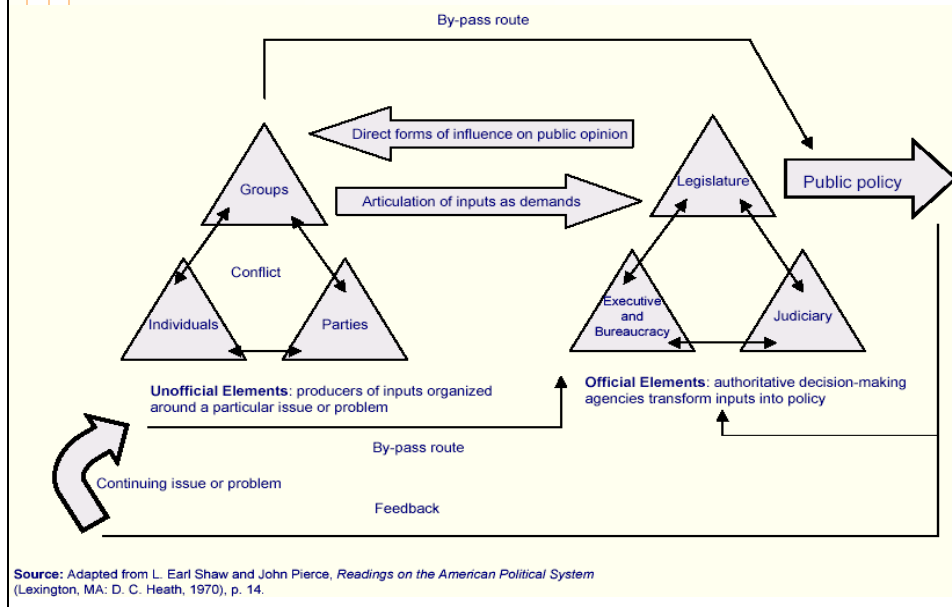 By-pass route
Direct forms of influence on public opinion
Groups
Legislature
Public policy
Articulation of inputs as demands
Conflict
Individuals
Parties
Executive
and
Bureaucracy
Judiciary
Unofficial Elements: producers of inputs organized
around a particular issue or problem
Official Elements: authoritative decision-making
agencies transform inputs into policy
By-pass route
Continuing issue or problem
Feedback
Source: Adapted from L. Earl Shaw and John Pierce, Readings on the American Political System
(Lexington, MA: D. C. Heath, 1970), p. 14.